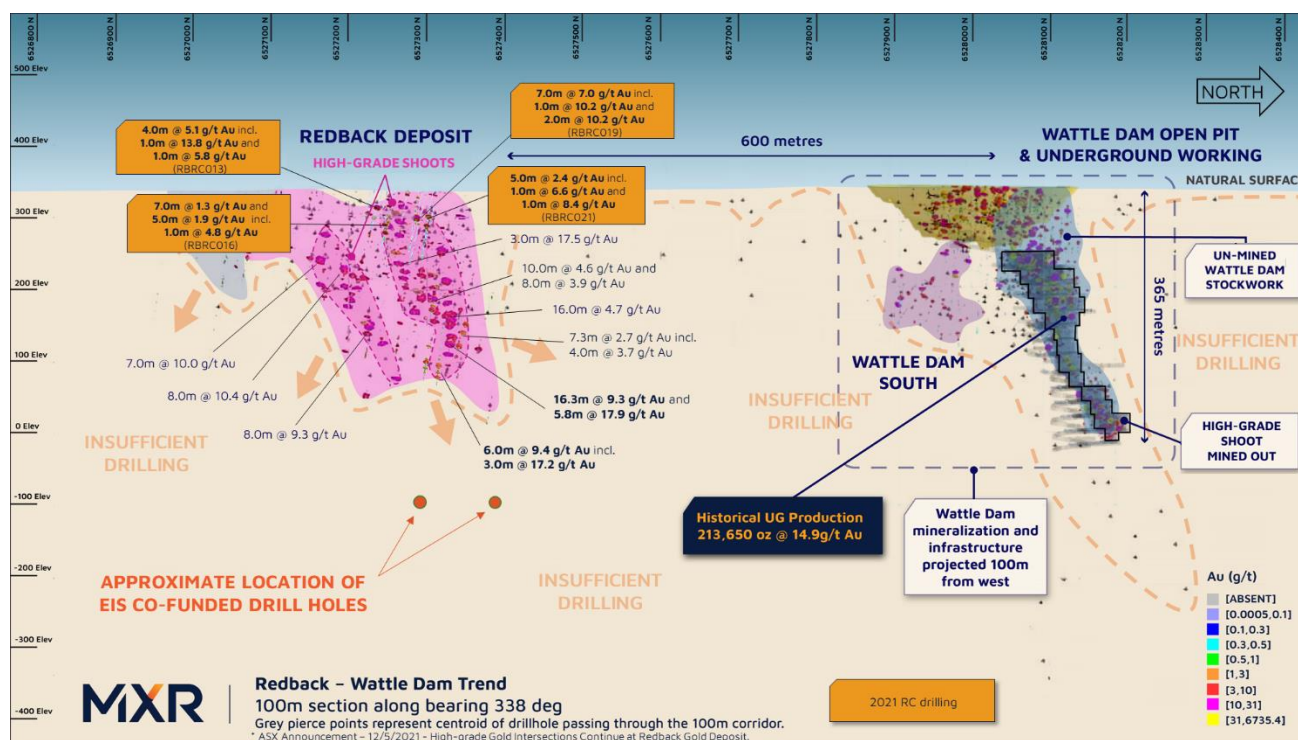 6526800 N
6526900 N
6527000 N
6527100 N
6527200 N
6527300 N
6527400 N
6527500 N
6527600 N
6527700 N
6527800 N
6527900 N
6528000 N
6528100 N
6528200 N
6528300 N
6528400 N
500 Elev
400 Elev
300 Elev
200 Elev
100 Elev
0 Elev
-100 Elev
-200 Elev
-300 Elev
-400 Elev
NORTH
4.0m @ 5.1 g/t Au incl.
1.0m @ 13.8 g/t Au and
1.0m @ 5.8 g/t Au
(RBRC013)
REDBACK DEPOSIT
HIGH-GRADE SHOOTS
7.0m @ 7.0 g/t Au incl.
1.0m @ 10.2 g/t Au and
2.0m @ 10.2 g/t Au
(RBRC019)
600 metres
WATTLE DAM OPEN PIT
& UNDERGROUND WORKING
NATURAL SURFAC
7.0m @ 1.3 g/t Au and
5.0m @ 1.9 g/t Au incl.
1.0m @ 4.8 g/t Au
(RBRC016)
5.0m @ 2.4 g/t Au incl.
1.0m @ 6.6 g/t Au and
1.0m @ 8.4 g/t Au
(RBRC021)
3.0m @ 17.5 g/t Au
10.0m @ 4.6 g/t Au and
8.0m @ 3.9 g/t Au
16.0m @ 4.7 g/t Au
7.3m @ 2.7 g/t Au incl.
4.0m @ 3.7 g/t Au
16.3m @ 9.3 g/t Au and
5.8m @ 17.9 g/t Au
6.0m @ 9.4 g/t Au incl.
3.0m @ 17.2 g/t Au
7.0m @ 10.0 g/t Au
8.0m @ 10.4 g/t Au
8.0m @ 9.3 g/t Au
INSUFFICIENT
DRILLING
INSUFFICIENT
DRILLING
INSUFFICIENT
DRILLING
INSUFFICIENT
DRILLING
WATTLE DAM
SOUTH
365 metres
UN-MINED
WATTLE DAM
STOCKWORK
HIGH-GRADE
SHOOT
MINED OUT
Historical UG Production
213,650 oz @ 14.9g/t Au
Wattle Dam
mineralization and
infrastructure
projected 100m
from west
APPROXIMATE LOCATION OF
EIS CO-FUNDED DRILL HOLES
Au (g/t)
[ABSENT]
[0.0005,0.1]
[0.1,0.3]
[0.3,0.5]
[0.5,1]
[1,3]
[3,10]
[10,31]
[31,6735.4]
MXR
Redback – Wattle Dam Trend
100m section along bearing 338 deg
Grey pierce points represent centroid of drillhole passing through the 100m corridor.
* ASX Announcement – 12/5/2021 - High-grade Gold Intersections Continue at Redback Gold Deposit.
2021 RC drilling